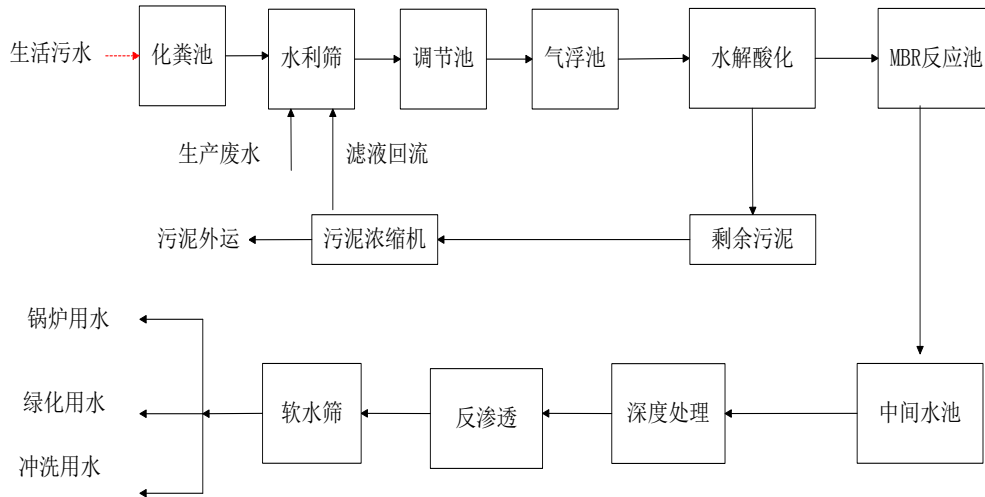 生活污水
化粪池
水利筛
调节池
气浮池
水解酸化
MBR反应池
生产废水
滤液回流
污泥外运
污泥浓缩机
剩余污泥
锅炉用水
绿化用水
冲洗用水
软水筛
反渗透
深度处理
中间水池